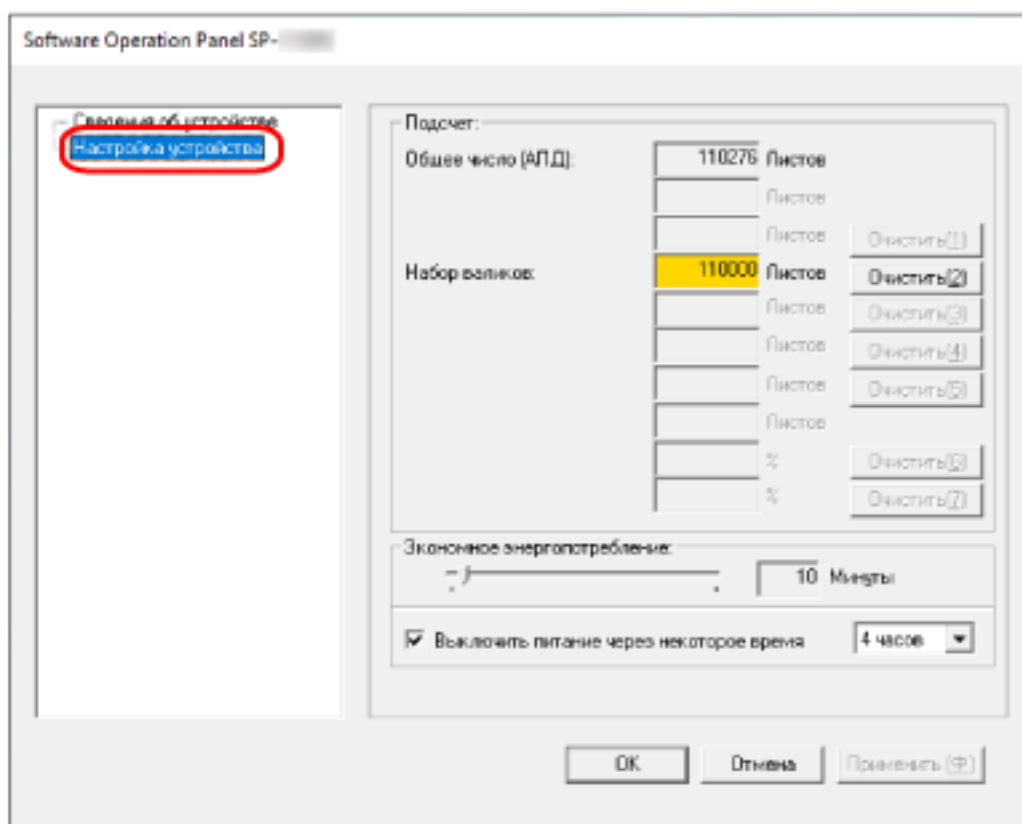 Software Operation Panel SP-
Сведения об устройстве
Настройка устройства
Подсчет:
Общее число (АПД): 110276 Листов
Листов
Листов Очистить(1)
Набор валиков: 110000 Листов Очистить(2)
Листов Очистить(3)
Листов Очистить(4)
Листов Очистить(5)
Листов
% Очистить(6)
% Очистить(7)
Экономное энергопотребление:
10 Минуты
Выключить питание через некоторое время 4 часов
OK Отмена Применить (Ф)